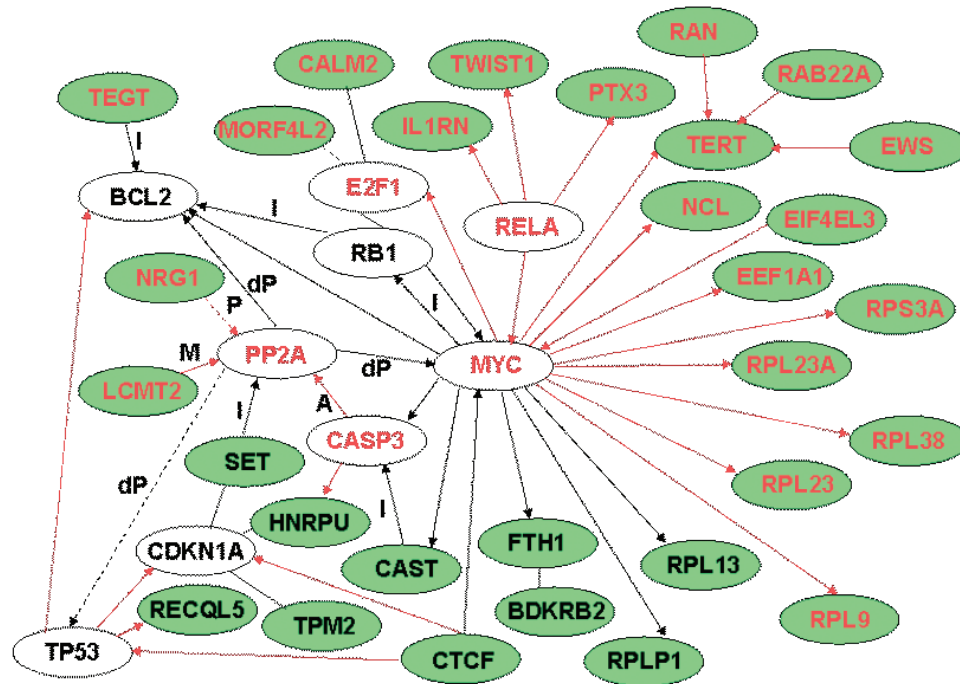 RAN
CALM2
TWIST1
RAB22A
TEGT
PTX3
MORF4L2
IL1RN
I
TERT
EWS
BCL2
E2F1
I
NCL
RELA
EIF4EL3
RB1
NRG1
dP
EEF1A1
P
I
RPS3A
M
PP2A
dP
MYC
RPL23A
LCMT2
A
I
CASP3
RPL38
SET
dP
RPL23
HNRPU
I
CDKN1A
FTH1
CAST
RPL13
RECQL5
BDKRB2
TPM2
RPL9
TP53
CTCF
RPLP1